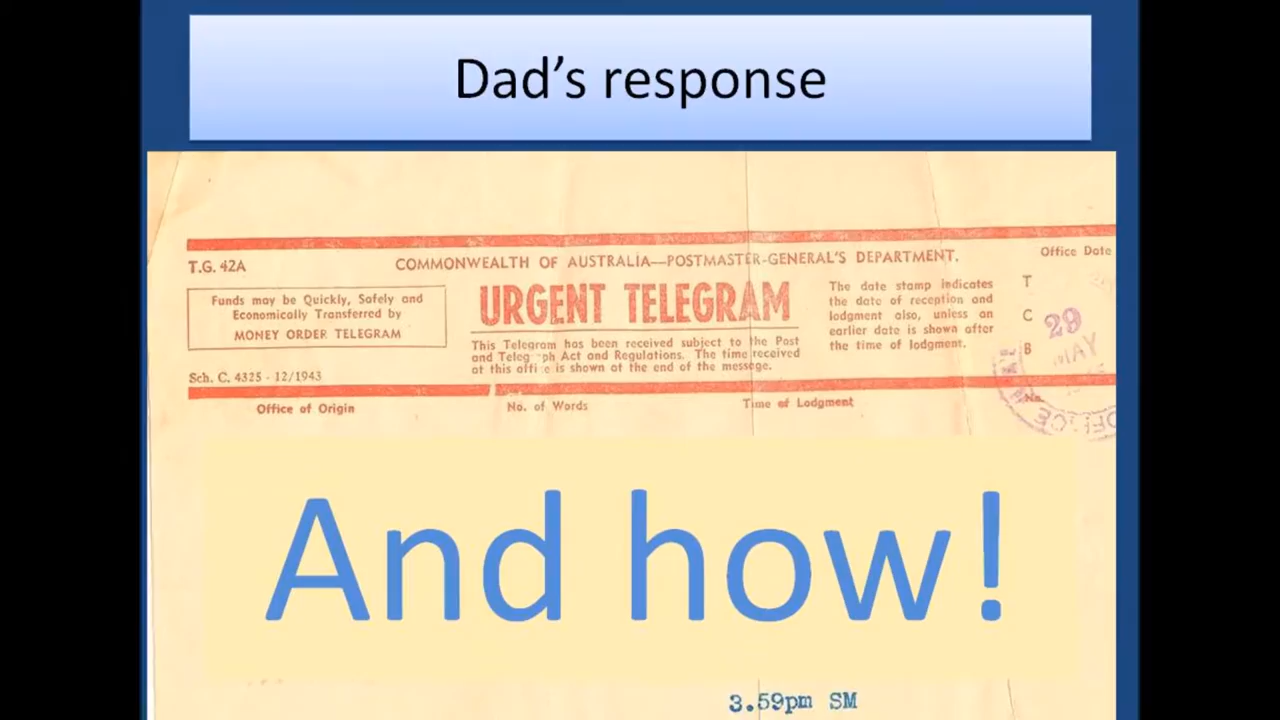 Dad's response
T.G. 42A
COMMONWEALTH OF AUSTRALIA—POSTMASTER-GENERAL'S DEPARTMENT.
Office Date
Funds may be Quickly, Safely and
Economically Transferred by
MONEY ORDER TELEGRAM
URGENT TELEGRAM
This Telegram has been received subject to the Post
and Teleg ph Act and Regulations. The time received
at this offi e is shown at the end of the message.
The date stamp indicates
the date of reception and
lodgment also, unless an
earlier date is shown after
the time of lodgment.
T
C
B
No.
29
MAY
OFFICE
Sch. C. 4325 - 12/1943
Office of Origin
No. of Words
Time of Lodgment
And how!
3.59pm SM